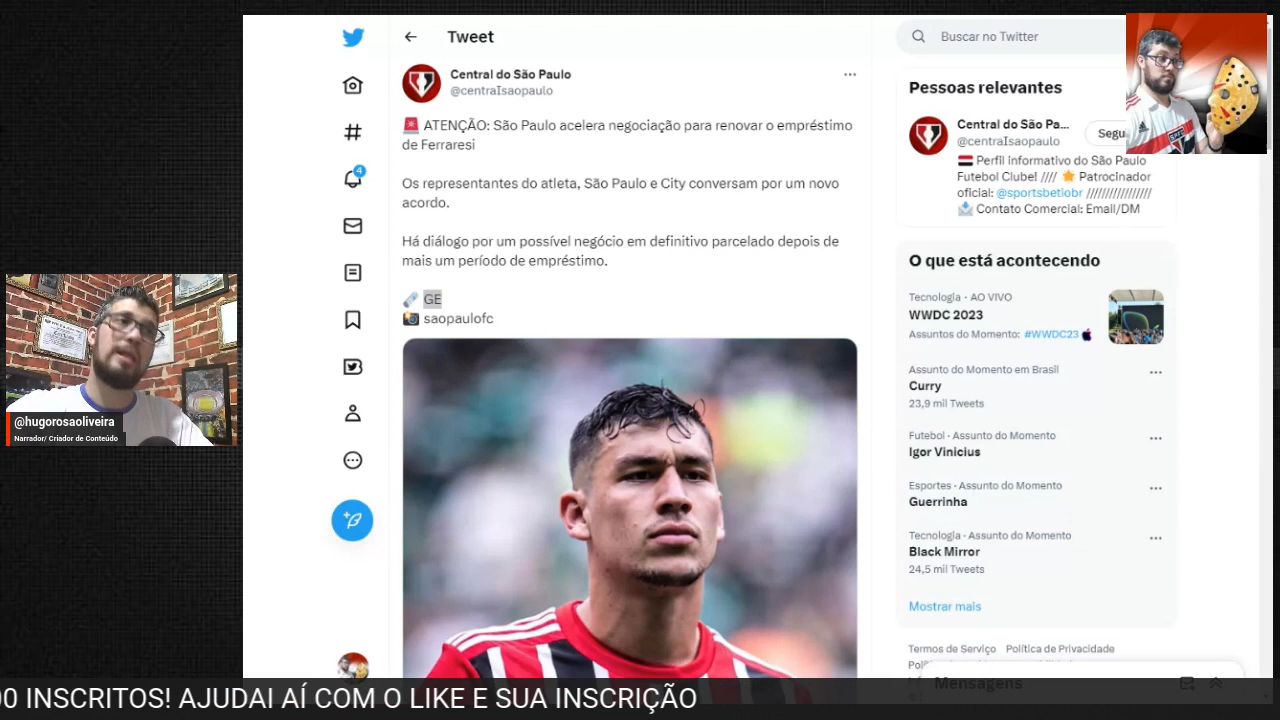 Tweet
Central do São Paulo
@centraIsaopaulo
ATENÇÃO: São Paulo acelera negociação para renovar o empréstimo
de Ferraresi
Os representantes do atleta, São Paulo e City conversam por um novo
acordo.
Há diálogo por um possível negócio em definitivo parcelado depois de
mais um período de empréstimo.
GE
saopaulofc
4
@hugorosaoliveira
Narrador/ Criador de Conteúdo
Buscar no Twitter
Pessoas relevantes
Central do São Pa...
@centraIsaopaulo
Segu
Perfil informativo do São Paulo
Futebol Clube! //// Patrocinador
oficial: @sportsbetiobr /////////////////
Contato Comercial: Email/DM
O que está acontecendo
Tecnologia · AO VIVO
WWDC 2023
Assuntos do Momento: #WWDC23
Assunto do Momento em Brasil
Curry
23,9 mil Tweets
Futebol · Assunto do Momento
Igor Vinicius
Esportes · Assunto do Momento
Guerrinha
Tecnologia · Assunto do Momento
Black Mirror
24,5 mil Tweets
Mostrar mais
Termos de Serviço Política de Privacidade
Mensagens
00 INSCRITOS! AJUDAI AÍ COM O LIKE E SUA INSCRIÇÃO